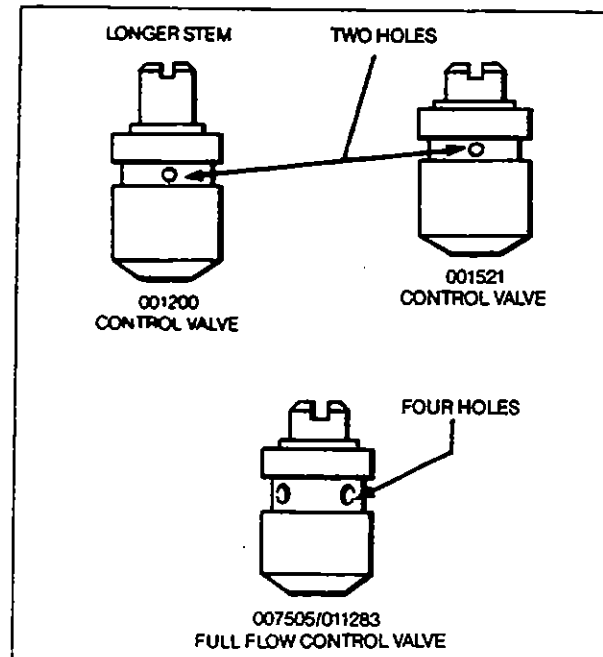 LONGER STEM
TWO HOLES
001200
CONTROL VALVE
001521
CONTROL VALVE
FOUR HOLES
007505/011283
FULL FLOW CONTROL VALVE